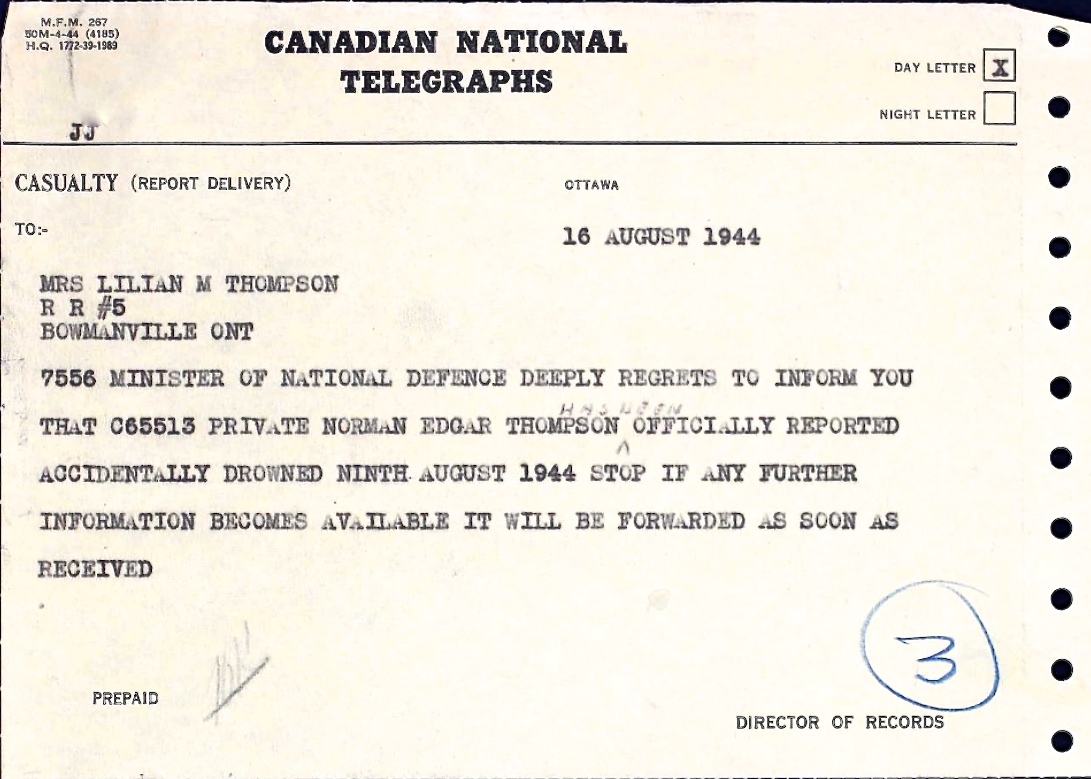 M.F.M. 267
50M-4-44 (4185)
H.Q. 1772-39-1989
CANADIAN NATIONAL
TELEGRAPHS
DAY LETTER X
NIGHT LETTER
JJ
CASUALTY (REPORT DELIVERY)
OTTAWA
TO:-
16 AUGUST 1944
MRS LILIAN M THOMPSON
R R #5
BOWMANVILLE ONT
7556 MINISTER OF NATIONAL DEFENCE DEEPLY REGRETS TO INFORM YOU
HAS BEEN
THAT C65513 PRIVATE NORMAN EDGAR THOMPSON OFFICIALLY REPORTED
ACCIDENTALLY DROWNED NINTH AUGUST 1944 STOP IF ANY FURTHER
INFORMATION BECOMES AVAILABLE IT WILL BE FORWARDED AS SOON AS
RECEIVED
3
PREPAID
DIRECTOR OF RECORDS